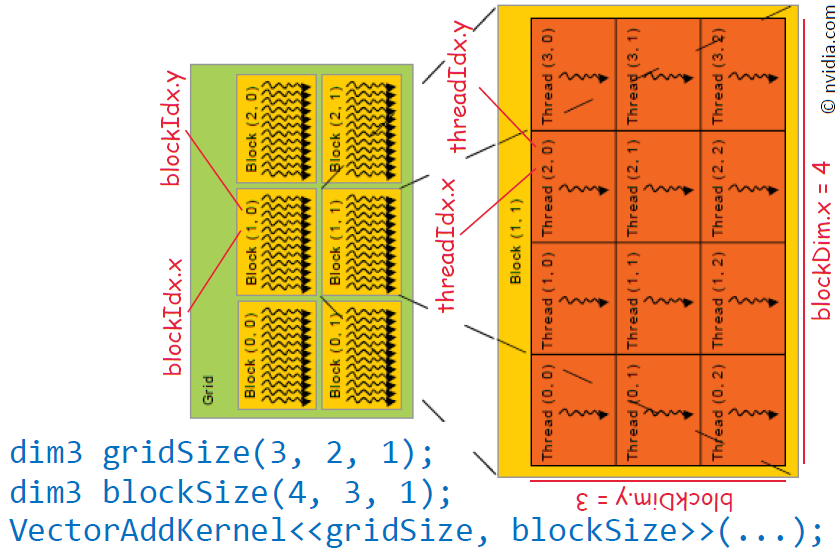 blockIdx.x
blockIdx.y
Grid
Block (0, 0)
Block (1, 0)
Block (2, 0)
Block (0, 1)
Block (1, 1)
Block (2, 1)
threadIdx.x
threadIdx.y
Block (1, 1)
Thread (0, 0)
Thread (1, 0)
Thread (2, 0)
Thread (3, 0)
Thread (0, 1)
Thread (1, 1)
Thread (2, 1)
Thread (3, 1)
Thread (0, 2)
Thread (1, 2)
Thread (2, 2)
Thread (3, 2)
blockDim.x = 4
© nvidia.com
blockDim.y = 3
dim3 gridSize(3, 2, 1);
dim3 blockSize(4, 3, 1);
VectorAddKernel<<gridSize, blockSize>>(...);